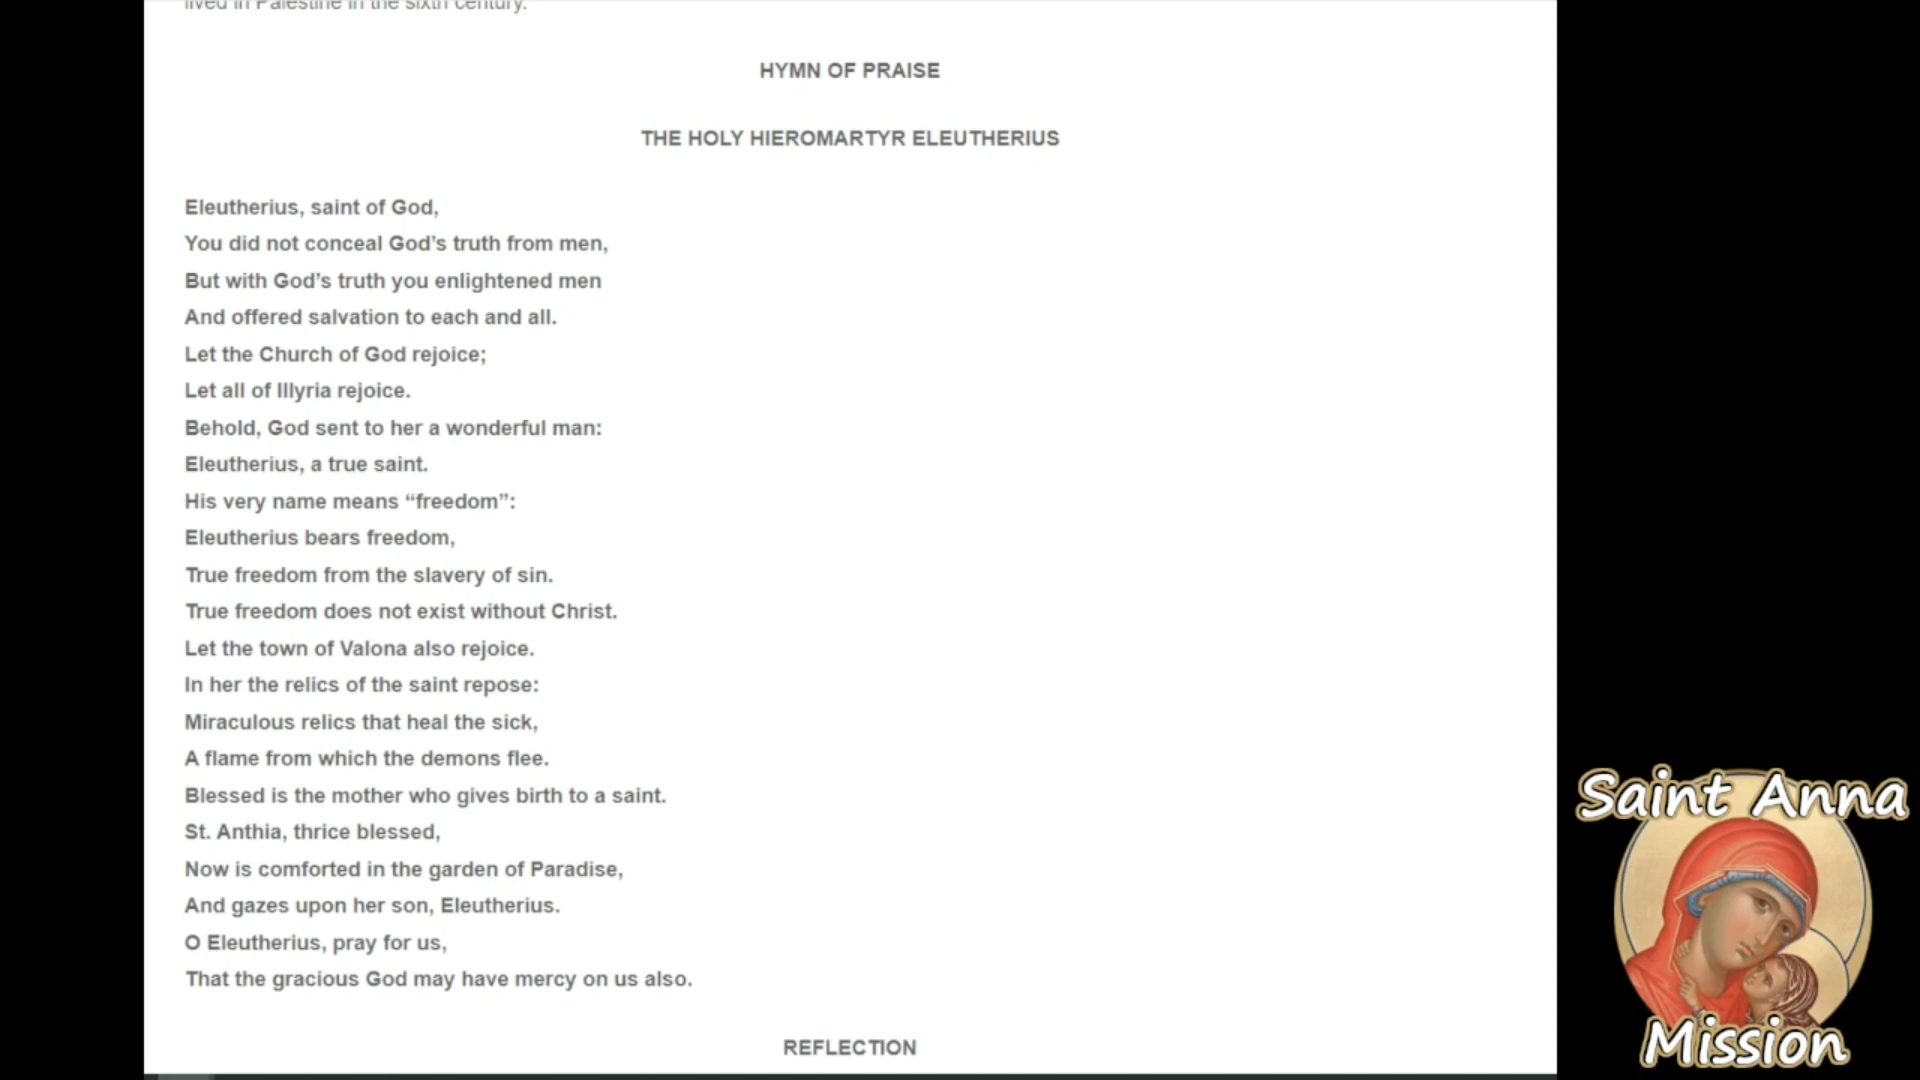 lived in Palestine in the sixth century.
HYMN OF PRAISE
THE HOLY HIEROMARTYR ELEUTHERIUS
Eleutherius, saint of God,
You did not conceal God’s truth from men,
But with God’s truth you enlightened men
And offered salvation to each and all.
Let the Church of God rejoice;
Let all of Illyria rejoice.
Behold, God sent to her a wonderful man:
Eleutherius, a true saint.
His very name means “freedom”:
Eleutherius bears freedom,
True freedom from the slavery of sin.
True freedom does not exist without Christ.
Let the town of Valona also rejoice.
In her the relics of the saint repose:
Miraculous relics that heal the sick,
A flame from which the demons flee.
Blessed is the mother who gives birth to a saint.
St. Anthia, thrice blessed,
Now is comforted in the garden of Paradise,
And gazes upon her son, Eleutherius.
O Eleutherius, pray for us,
That the gracious God may have mercy on us also.
REFLECTION
Saint Anna
Mission